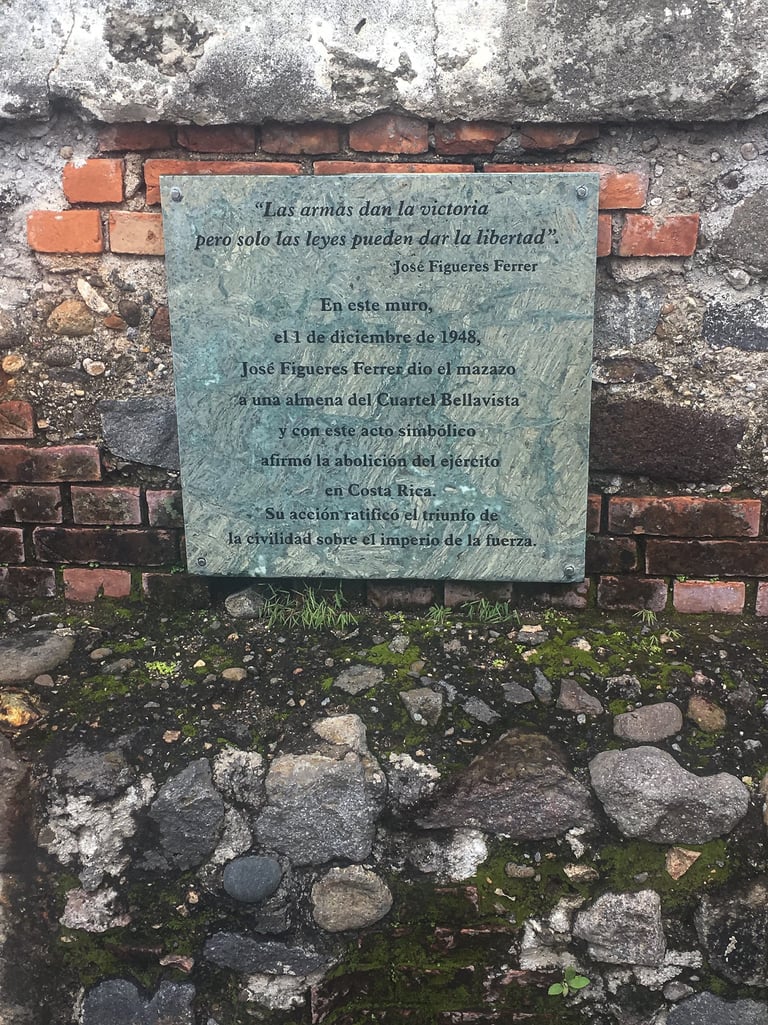 “Las armas dan la victoria
pero solo las leyes pueden dar la libertad”.
José Figueres Ferrer
En este muro,
el 1 de diciembre de 1948,
José Figueres Ferrer dio el mazazo
a una almena del Cuartel Bellavista
y con este acto simbólico
afirmó la abolición del ejército
en Costa Rica.
Su acción ratificó el triunfo de
la civilidad sobre el imperio de la fuerza.